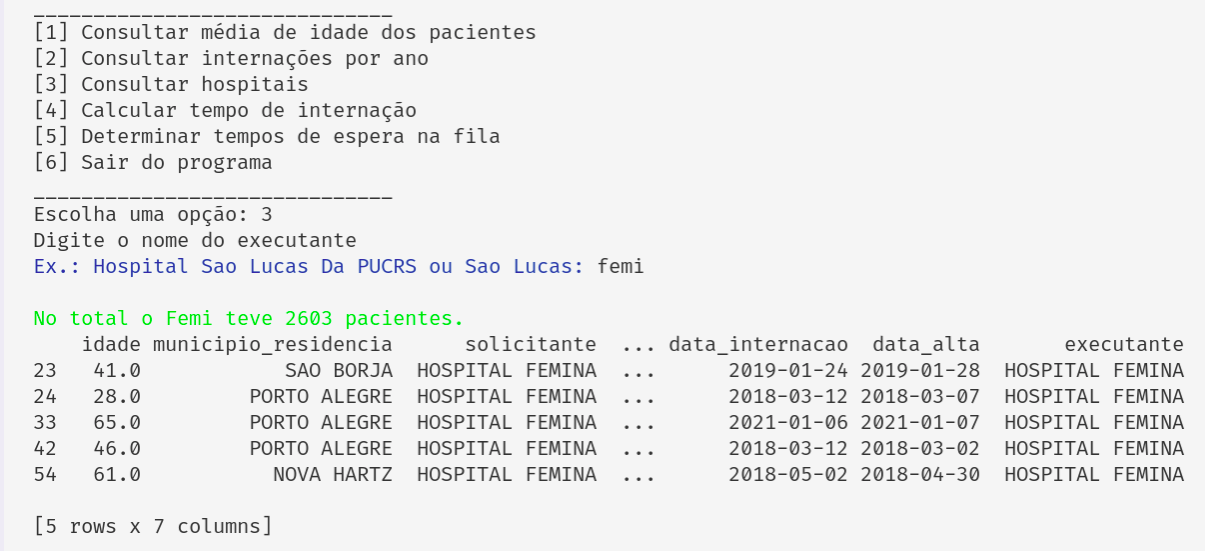 ______________________________
[1] Consultar média de idade dos pacientes
[2] Consultar internações por ano
[3] Consultar hospitais
[4] Calcular tempo de internação
[5] Determinar tempos de espera na fila
[6] Sair do programa
______________________________
Escolha uma opção: 3
Digite o nome do executante
Ex.: Hospital Sao Lucas Da PUCRS ou Sao Lucas: femi
No total o Femi teve 2603 pacientes.
    idade municipio_residencia      solicitante  ... data_internacao  data_alta       executante
23   41.0            SAO BORJA  HOSPITAL FEMINA  ...      2019-01-24 2019-01-28  HOSPITAL FEMINA
24   28.0         PORTO ALEGRE  HOSPITAL FEMINA  ...      2018-03-12 2018-03-07  HOSPITAL FEMINA
33   65.0         PORTO ALEGRE  HOSPITAL FEMINA  ...      2021-01-06 2021-01-07  HOSPITAL FEMINA
42   46.0         PORTO ALEGRE  HOSPITAL FEMINA  ...      2018-03-12 2018-03-02  HOSPITAL FEMINA
54   61.0           NOVA HARTZ  HOSPITAL FEMINA  ...      2018-05-02 2018-04-30  HOSPITAL FEMINA
[5 rows x 7 columns]